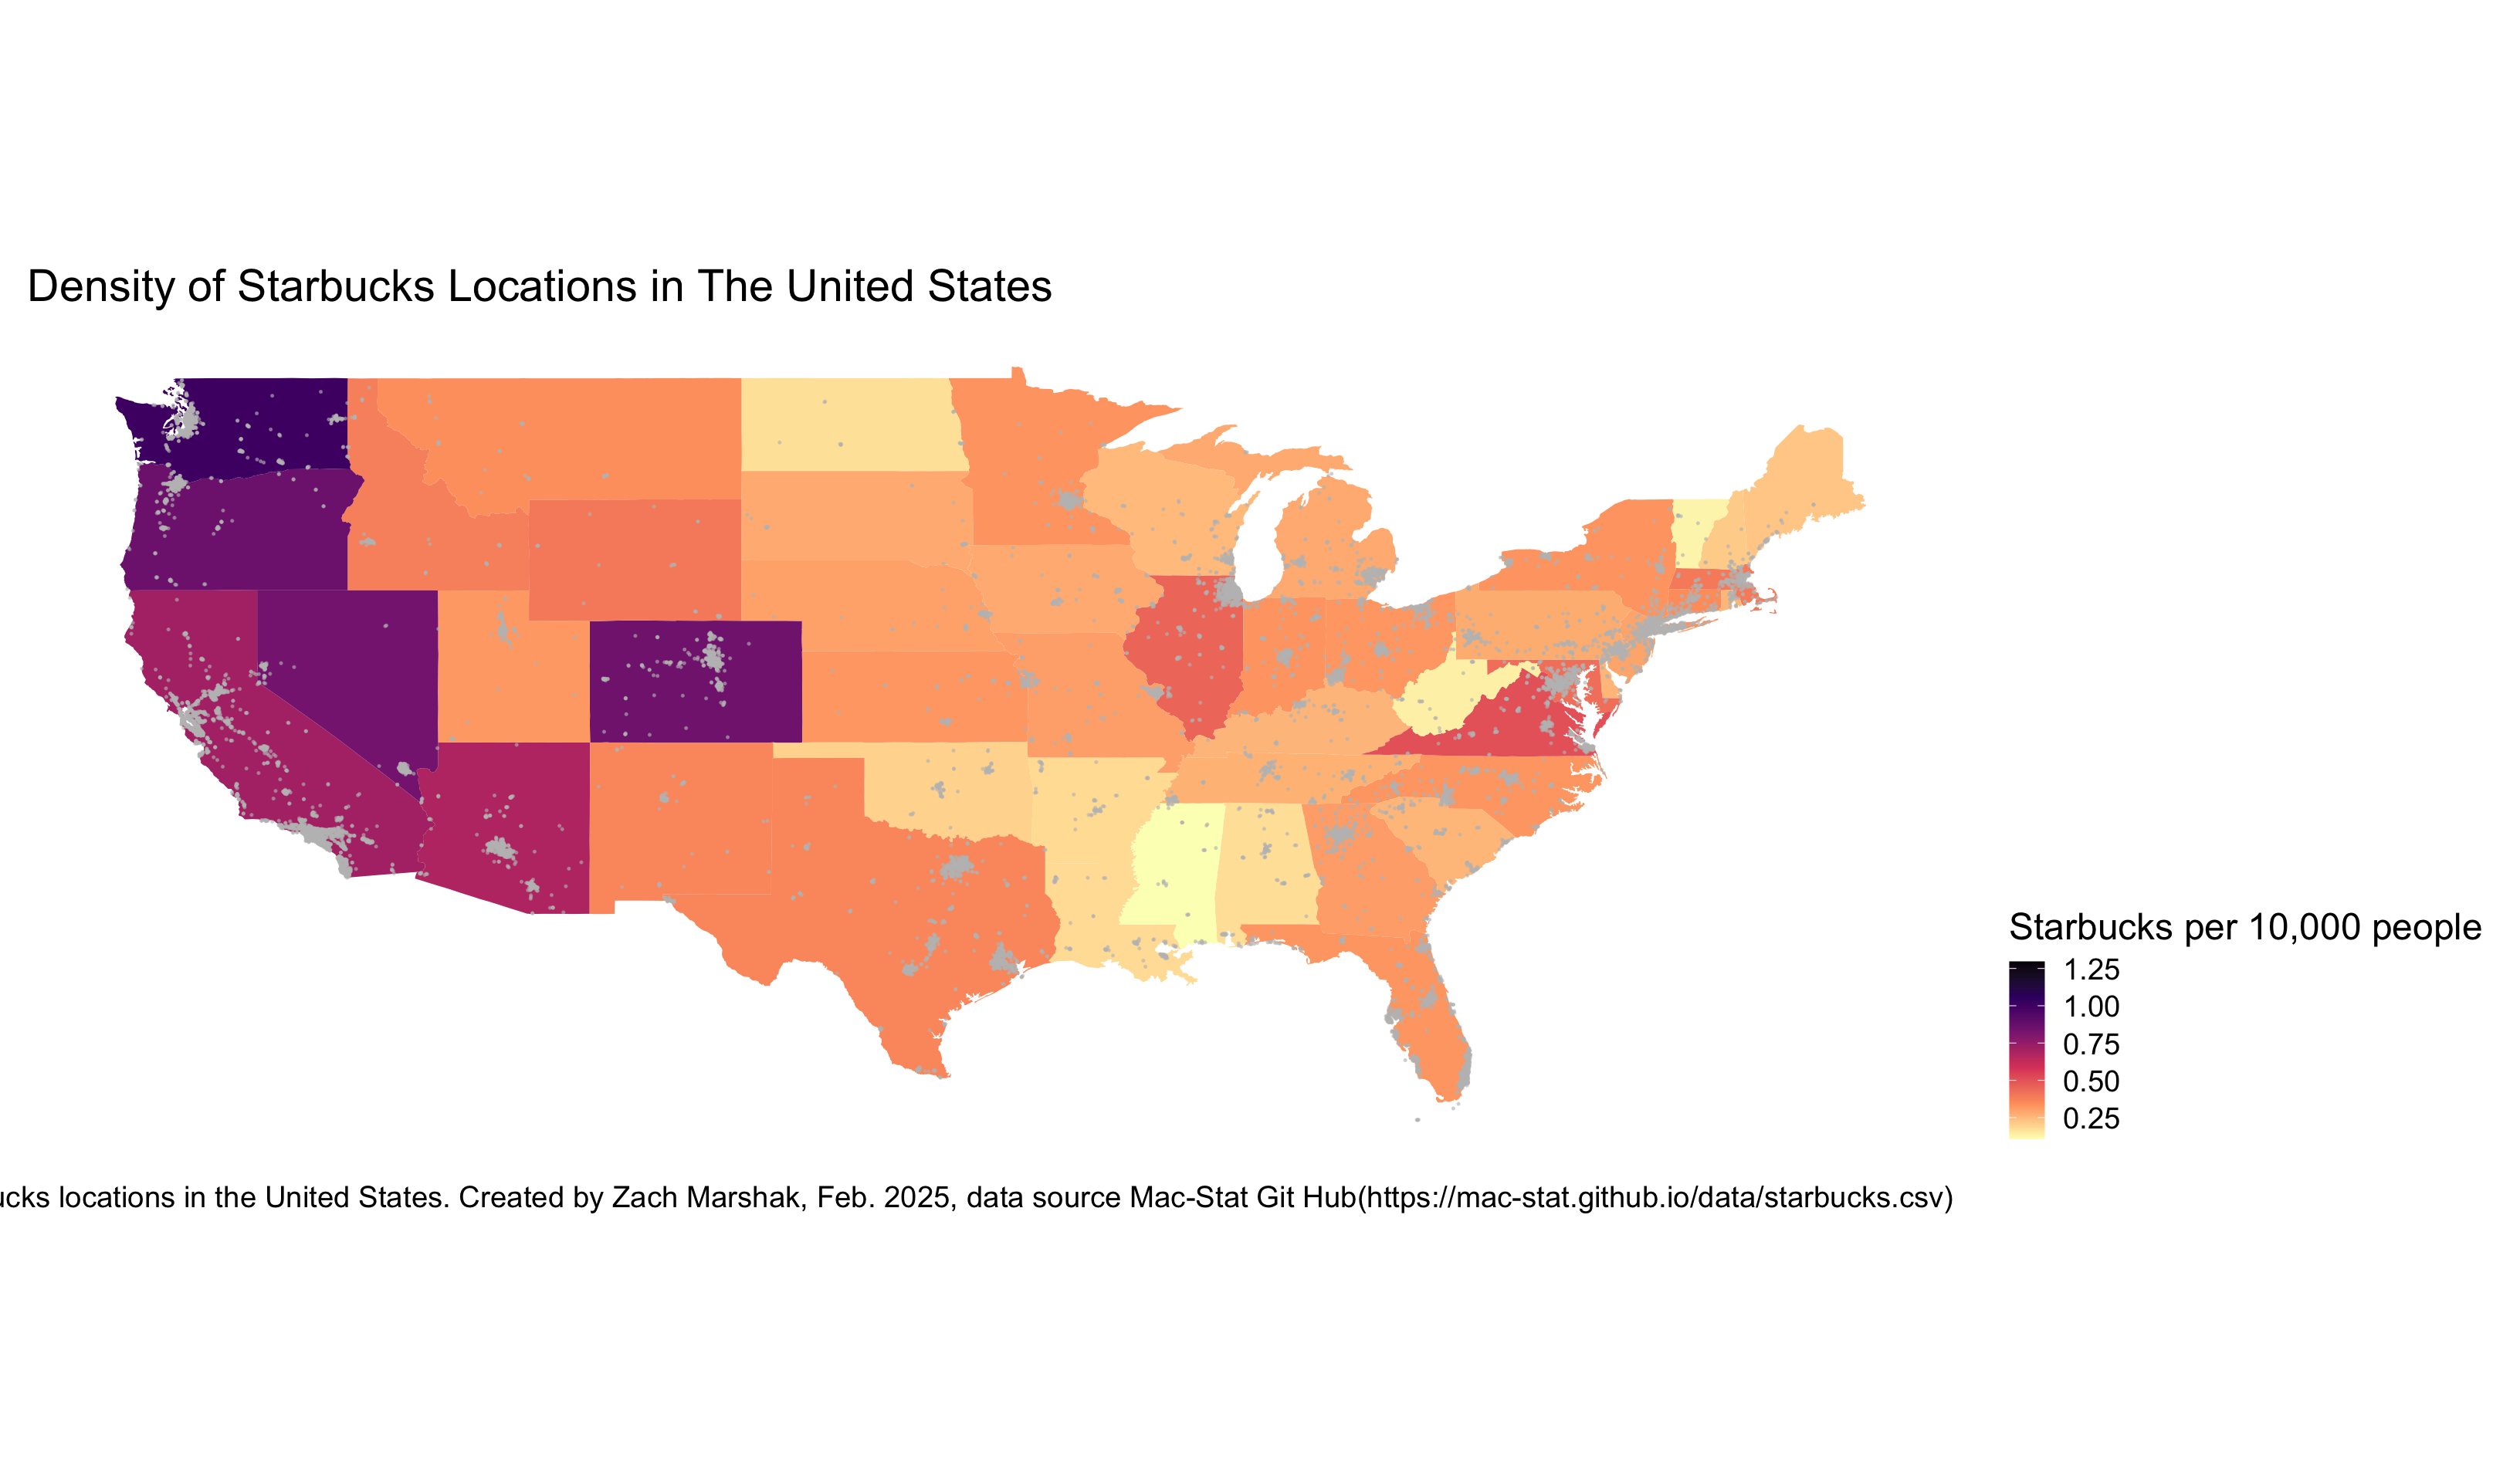 Density of Starbucks Locations in The United States
Starbucks per 10,000 people
1.25
1.00
0.75
0.50
0.25
locations in the United States. Created by Zach Marshak, Feb. 2025, data source Mac-Stat Git Hub(https://mac-stat.github.io/data/starbucks.csv)